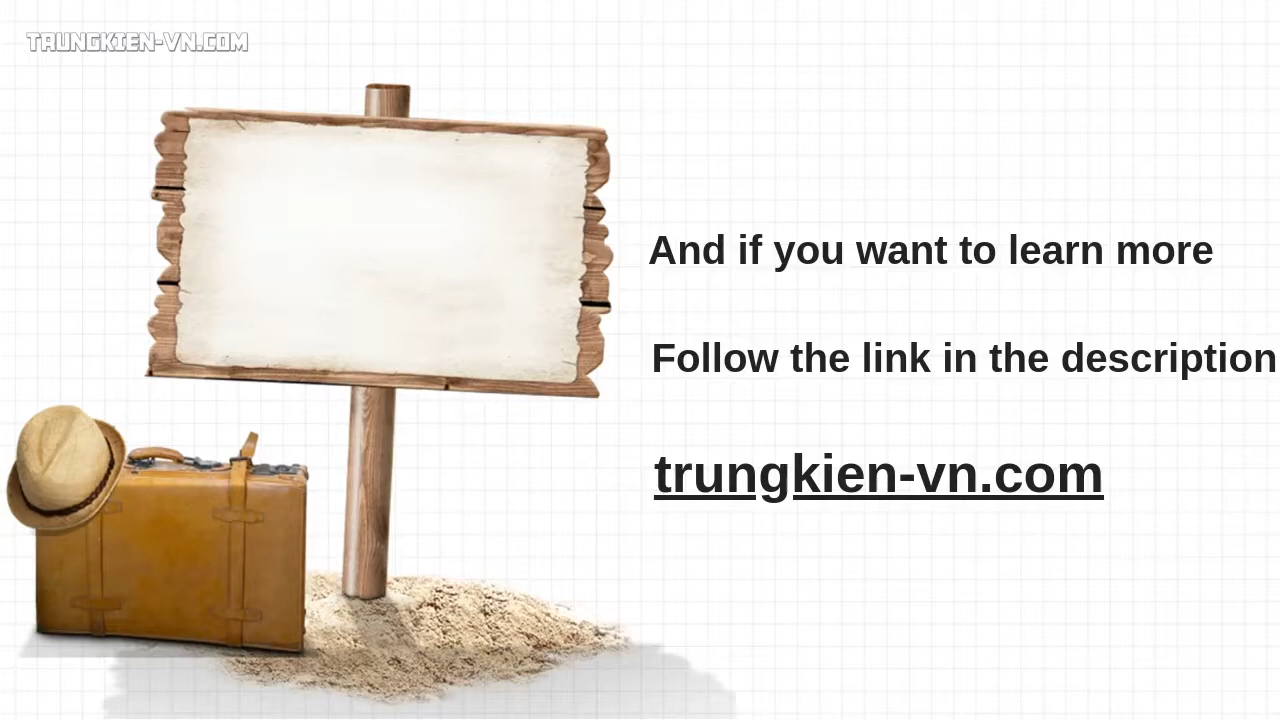 TRUNGKIEN-VN.COM
And if you want to learn more
Follow the link in the description
trungkien-vn.com